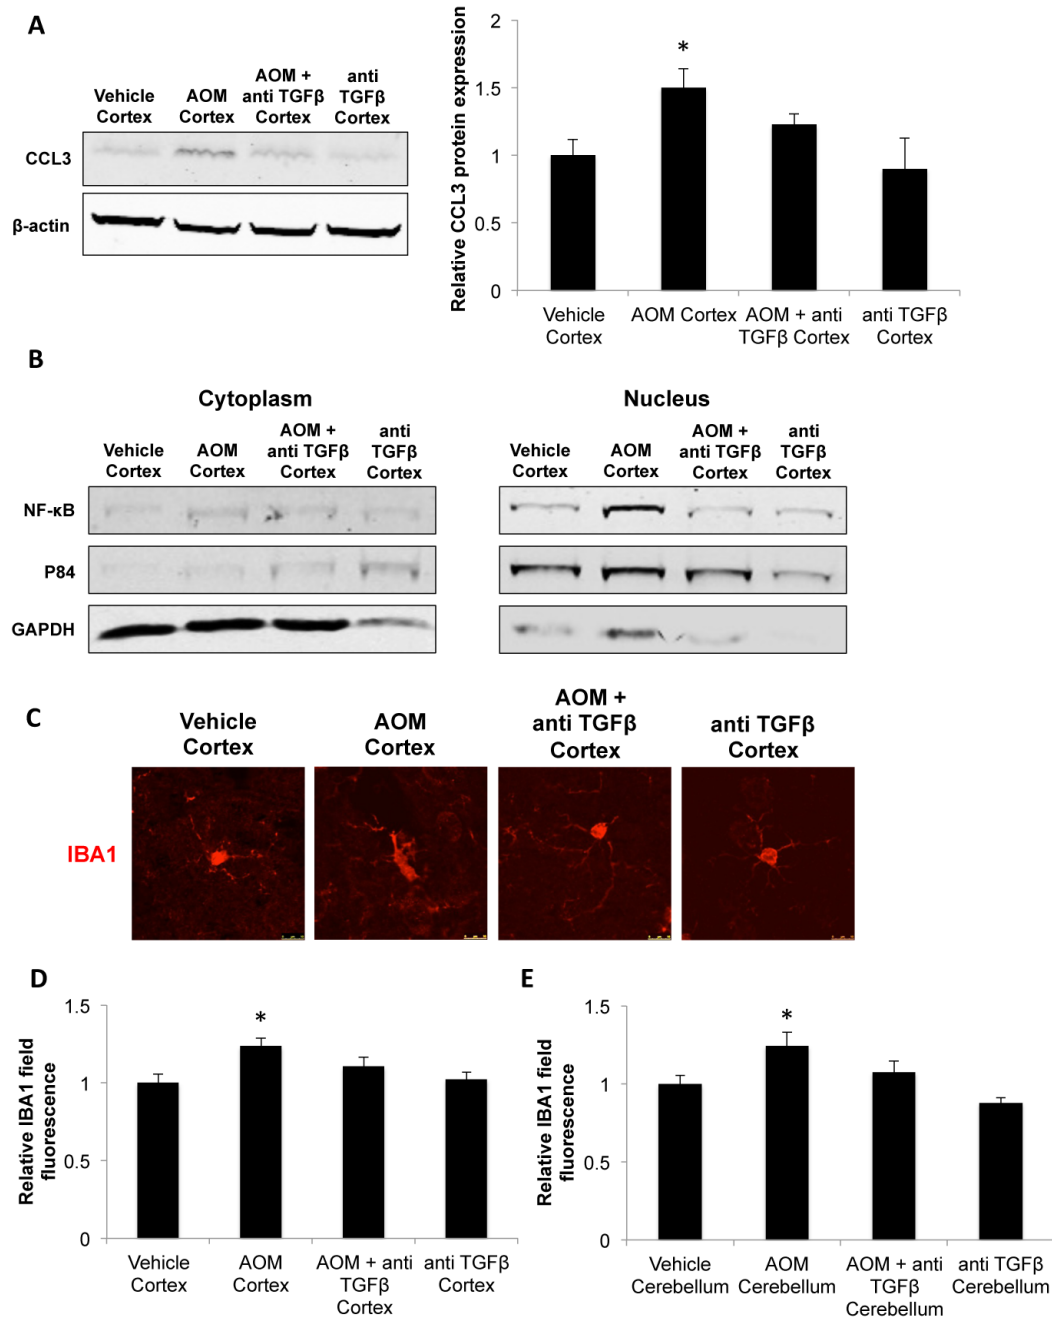 A
Vehicle
Cortex
AOM
Cortex
AOM +
anti TGFβ
Cortex
anti
TGFβ
Cortex
CCL3
β-actin
Relative CCL3 protein expression
2
1.5
1
0.5
0
*
Vehicle
Cortex
AOM Cortex
AOM + anti
TGFβ Cortex
anti TGFβ
Cortex
B
Cytoplasm
Vehicle
Cortex
AOM
Cortex
AOM +
anti TGFβ
Cortex
anti
TGFβ
Cortex
NF-κB
P84
GAPDH
Nucleus
Vehicle
Cortex
AOM
Cortex
AOM +
anti TGFβ
Cortex
anti
TGFβ
Cortex
C
Vehicle
Cortex
AOM
Cortex
AOM +
anti TGFβ
Cortex
anti TGFβ
Cortex
IBA1
D
Relative IBA1 field
fluorescence
1.5
1
0.5
0
*
Vehicle
Cortex
AOM
Cortex
AOM + anti
TGFβ
Cortex
anti TGFβ
Cortex
E
Relative IBA1 field
fluorescence
1.5
1
0.5
0
*
Vehicle
Cerebellum
AOM
Cerebellum
AOM + anti
TGFβ
Cerebellum
anti TGFβ
Cerebellum